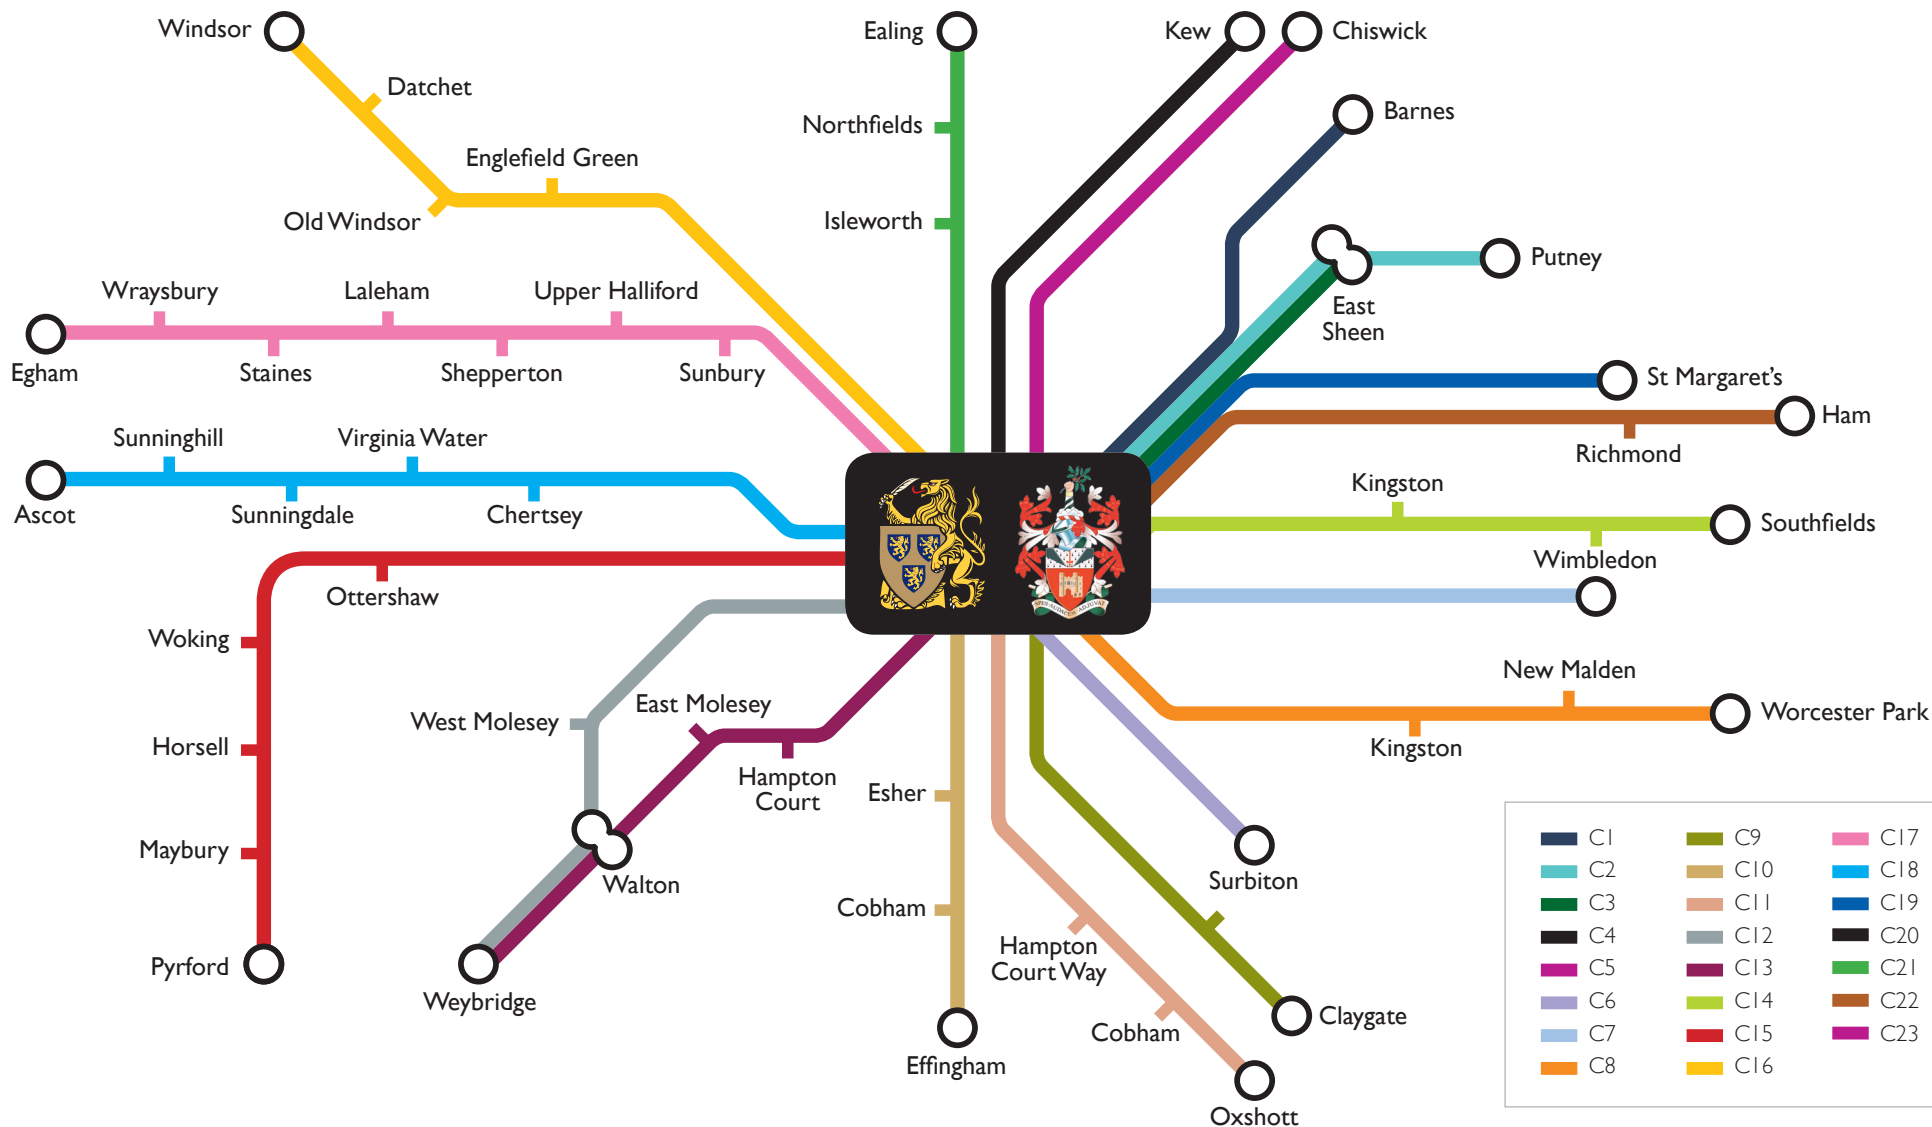 Windsor
Ealing
Kew
Chiswick
Datchet
Barnes
Northfields
Englefield Green
Old Windsor
Isleworth
Putney
East
Sheen
Wraysbury
Laleham
Upper Halliford
Egham
Staines
Shepperton
Sunbury
St Margaret's
Ham
Richmond
Sunninghill
Virginia Water
Ascot
Sunningdale
Chertsey
Kingston
Southfields
Wimbledon
SPES AUDACEM ADJUVAT
Ottershaw
Woking
Horsell
Maybury
Pyrford
West Molesey
East Molesey
Hampton
Court
Walton
Weybridge
New Malden
Worcester Park
Kingston
Esher
Cobham
Effingham
Surbiton
Hampton
Court Way
Cobham
Claygate
Oxshott
C1
C2
C3
C4
C5
C6
C7
C8
C9
C10
C11
C12
C13
C14
C15
C16
C17
C18
C19
C20
C21
C22
C23